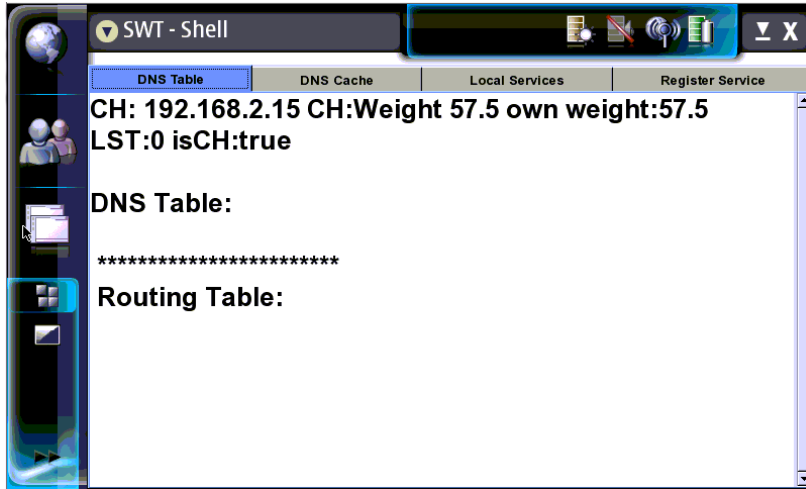 SWT - Shell
DNS Table DNS Cache Local Services Register Service
CH: 192.168.2.15 CH:Weight 57.5 own weight:57.5
LST:0 isCH:true
DNS Table:
************************
Routing Table: